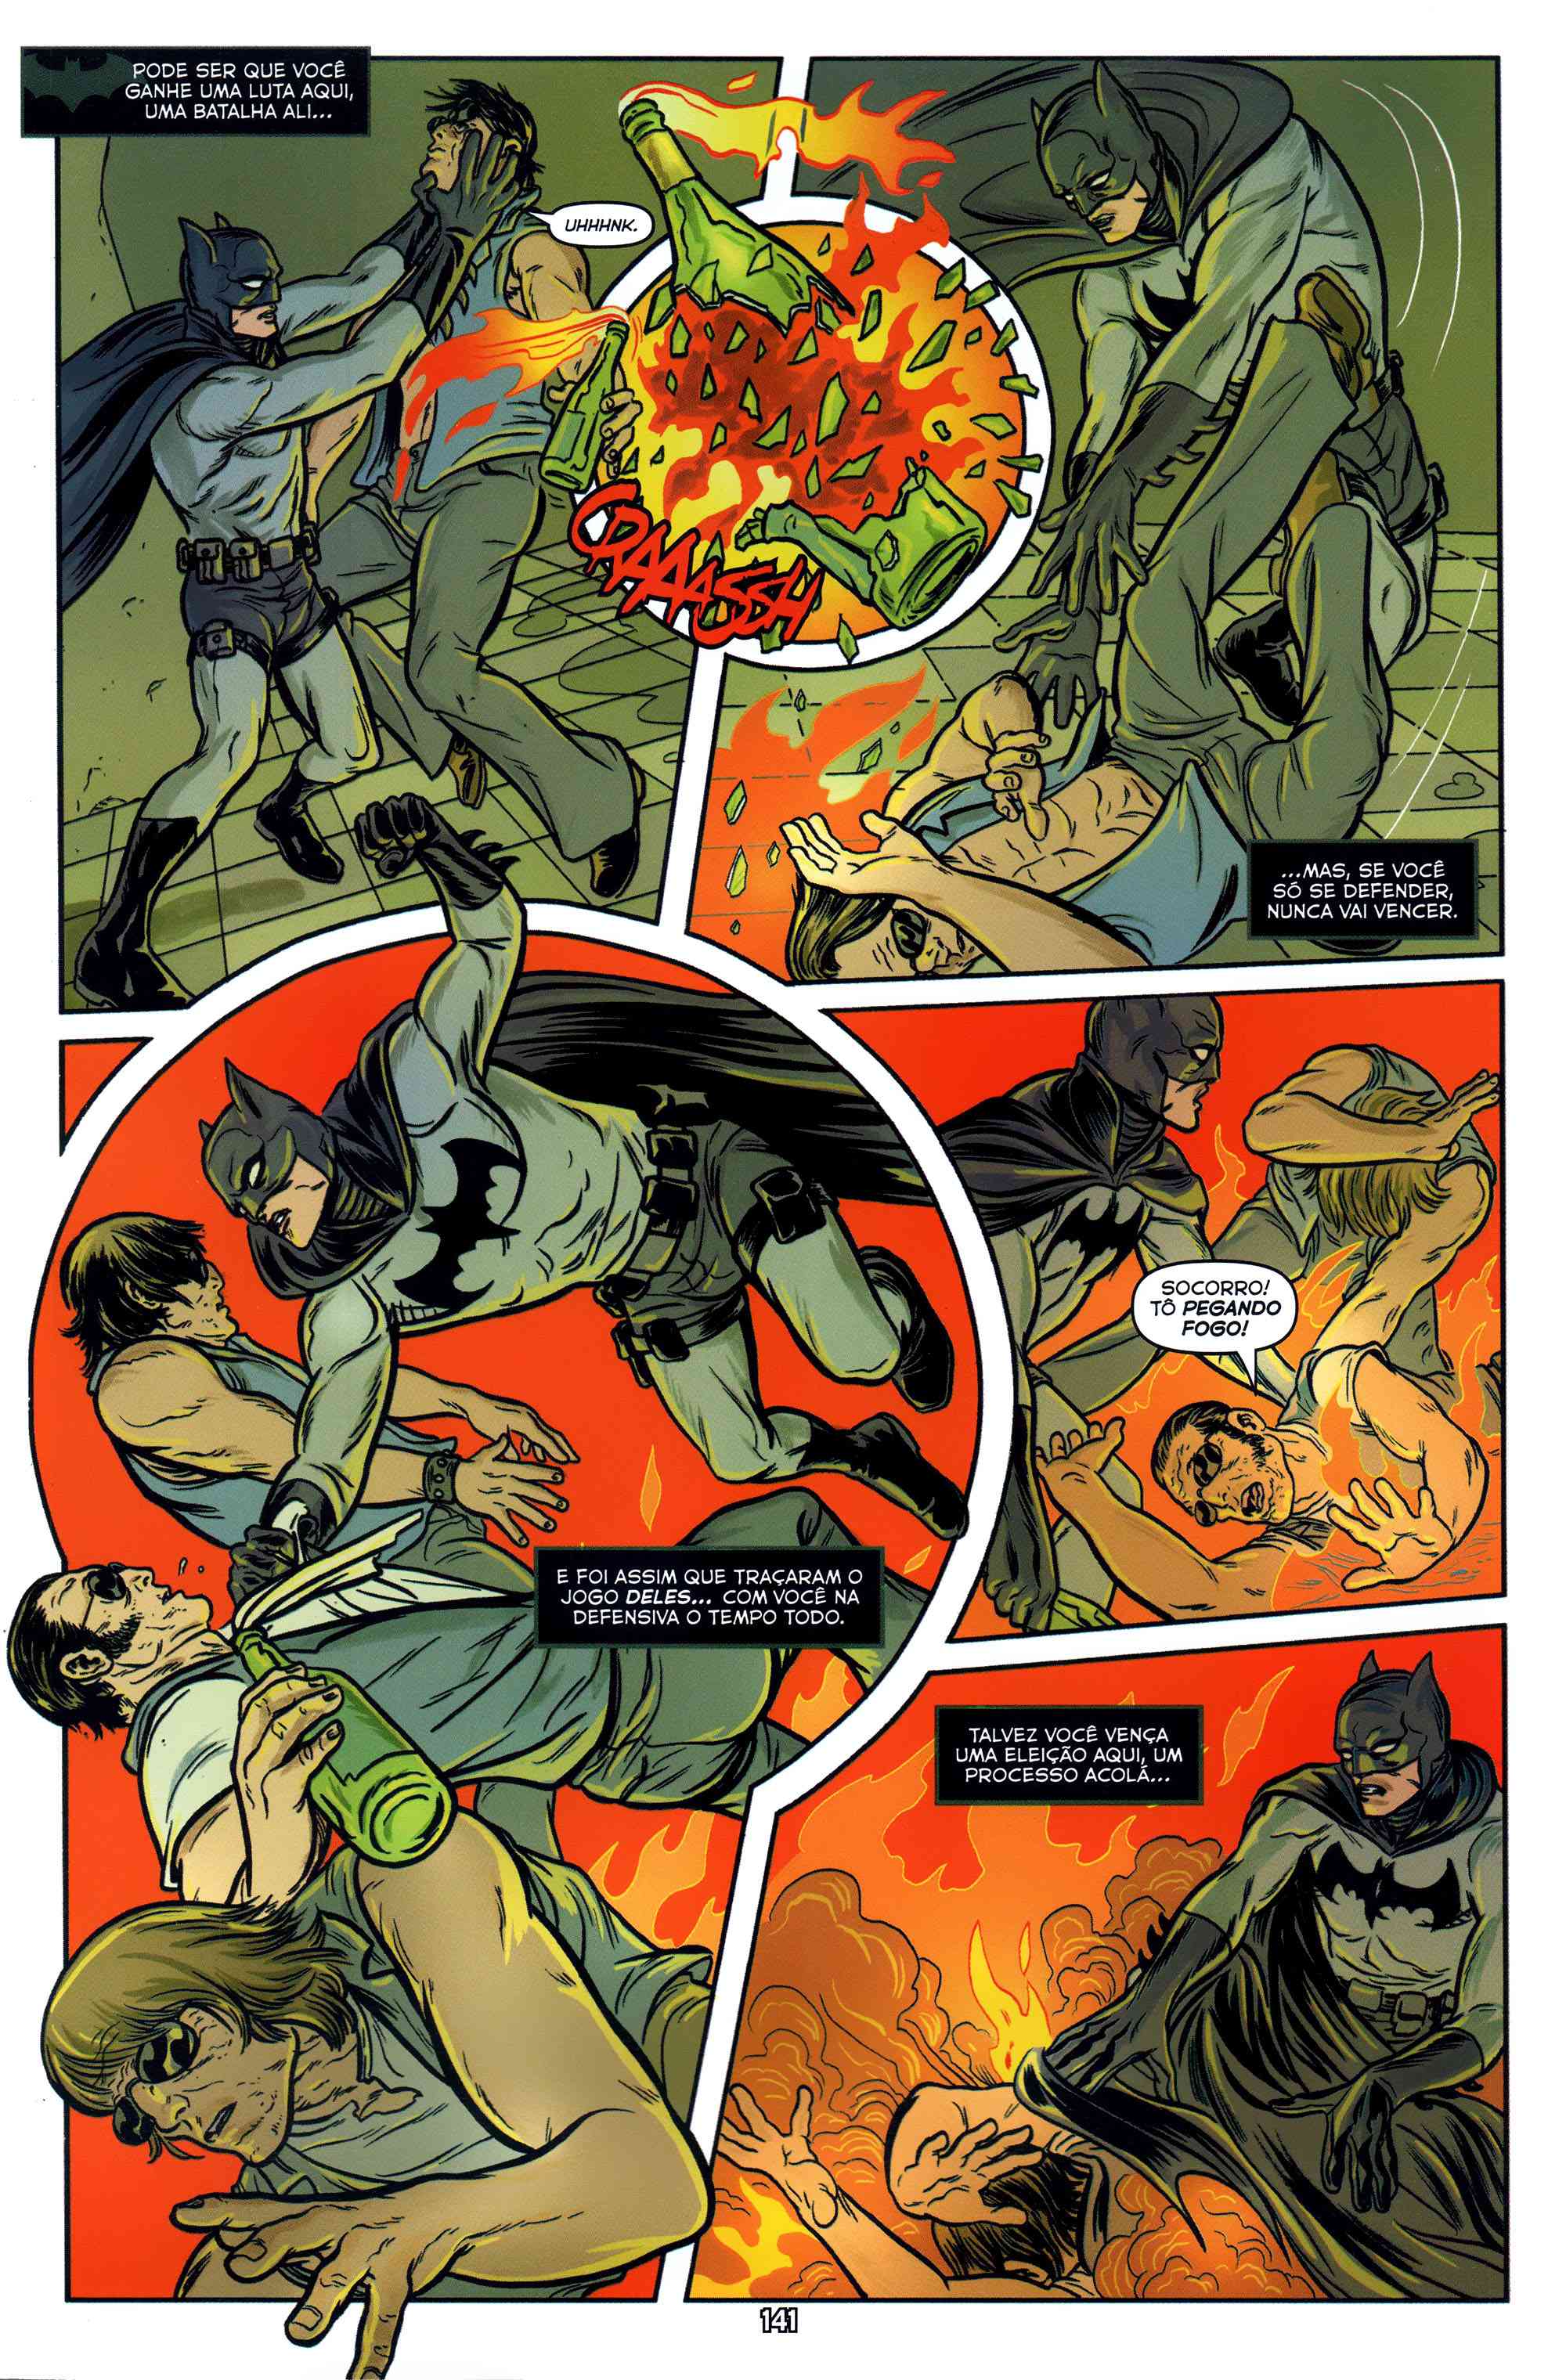 PODE SER QUE VOCÊ
GANHE UMA LUTA AQUI,
UMA BATALHA ALI...
UHHHNK.
CRAAAASSSH
...MAS, SE VOCÊ
SÓ SE DEFENDER,
NUNCA VAI VENCER.
E FOI ASSIM QUE TRAÇARAM O
JOGO DELES... COM VOCÊ NA
DEFENSIVA O TEMPO TODO.
SOCORRO!
TÔ PEGANDO
FOGO!
TALVEZ VOCÊ VENÇA
UMA ELEIÇÃO AQUI, UM
PROCESSO ACOLÁ...
141